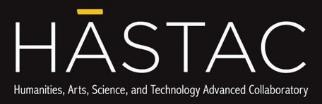 HASTAC
Humanities, Arts, Science, and Technology Advanced Collaboratory